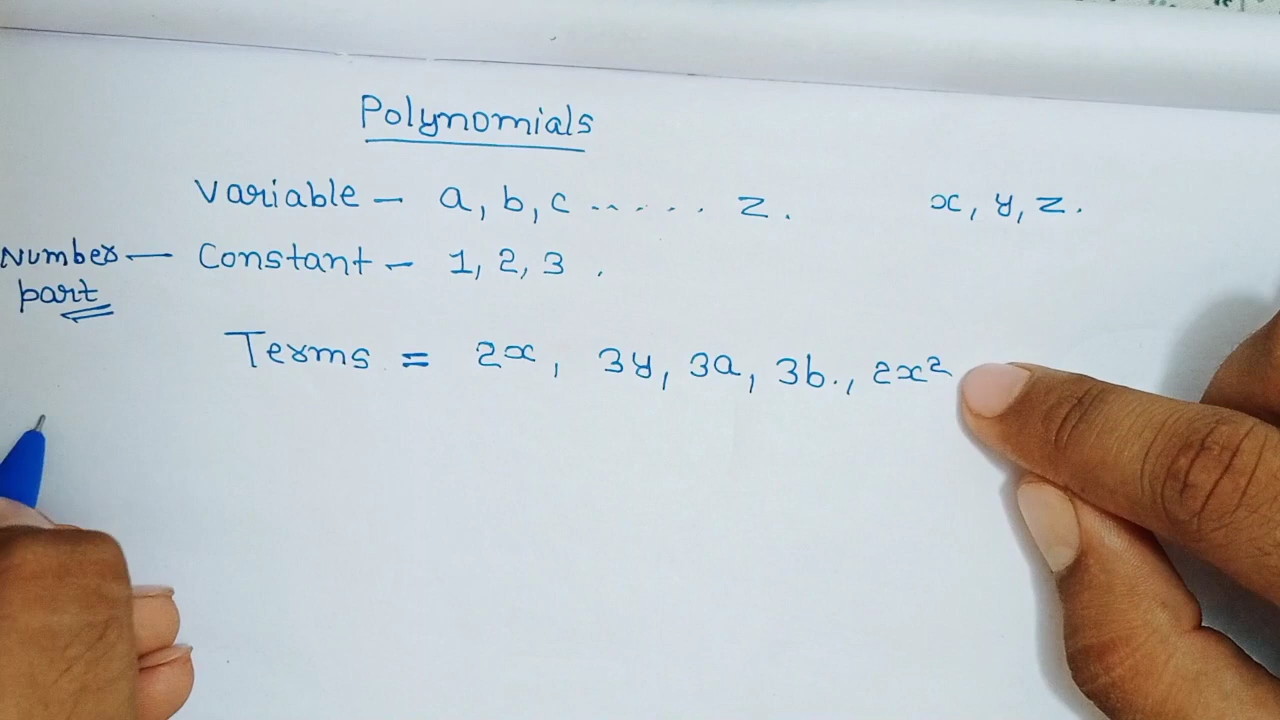 Polynomials
Variable - a, b, c ...... z. x, y, z.
Number - Constant - 1, 2, 3 .
part
Terms = 2x, 3y, 3a, 3b., 2x²